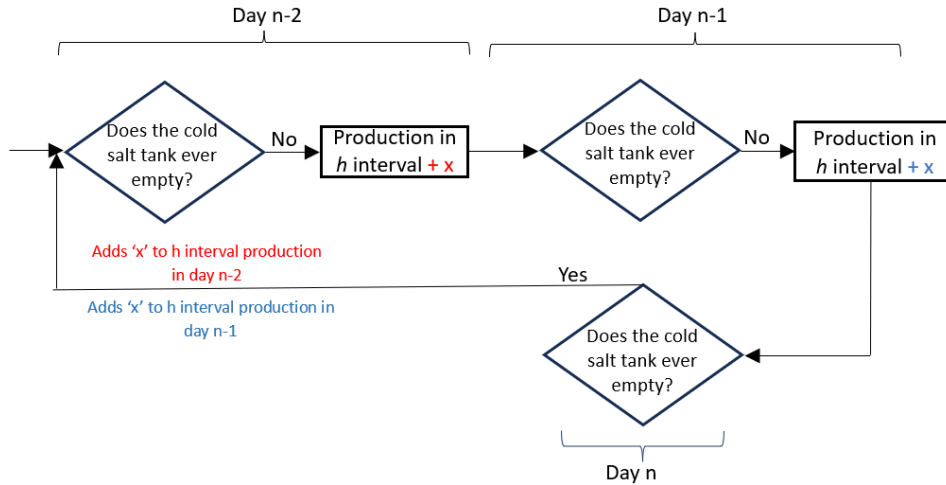 Day n-2
Day n-1
Does the cold
salt tank ever
empty?
No
Production in
h interval + x
Does the cold
salt tank ever
empty?
No
Production in
h interval + x
Adds ‘x’ to h interval production
in day n-2
Adds ‘x’ to h interval production in
day n-1
Yes
Does the cold
salt tank ever
empty?
Day n